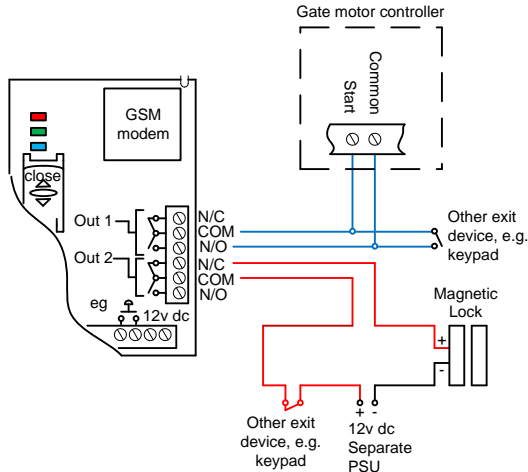 Gate motor controller
Start
Common
GSM
modem
close
Out 1
Out 2
N/C
COM
N/O
N/C
COM
N/O
eg
12v dc
Other exit
device, e.g.
keypad
Magnetic
Lock
+
-
Other exit
device, e.g.
keypad
+ -
12v dc
Separate
PSU